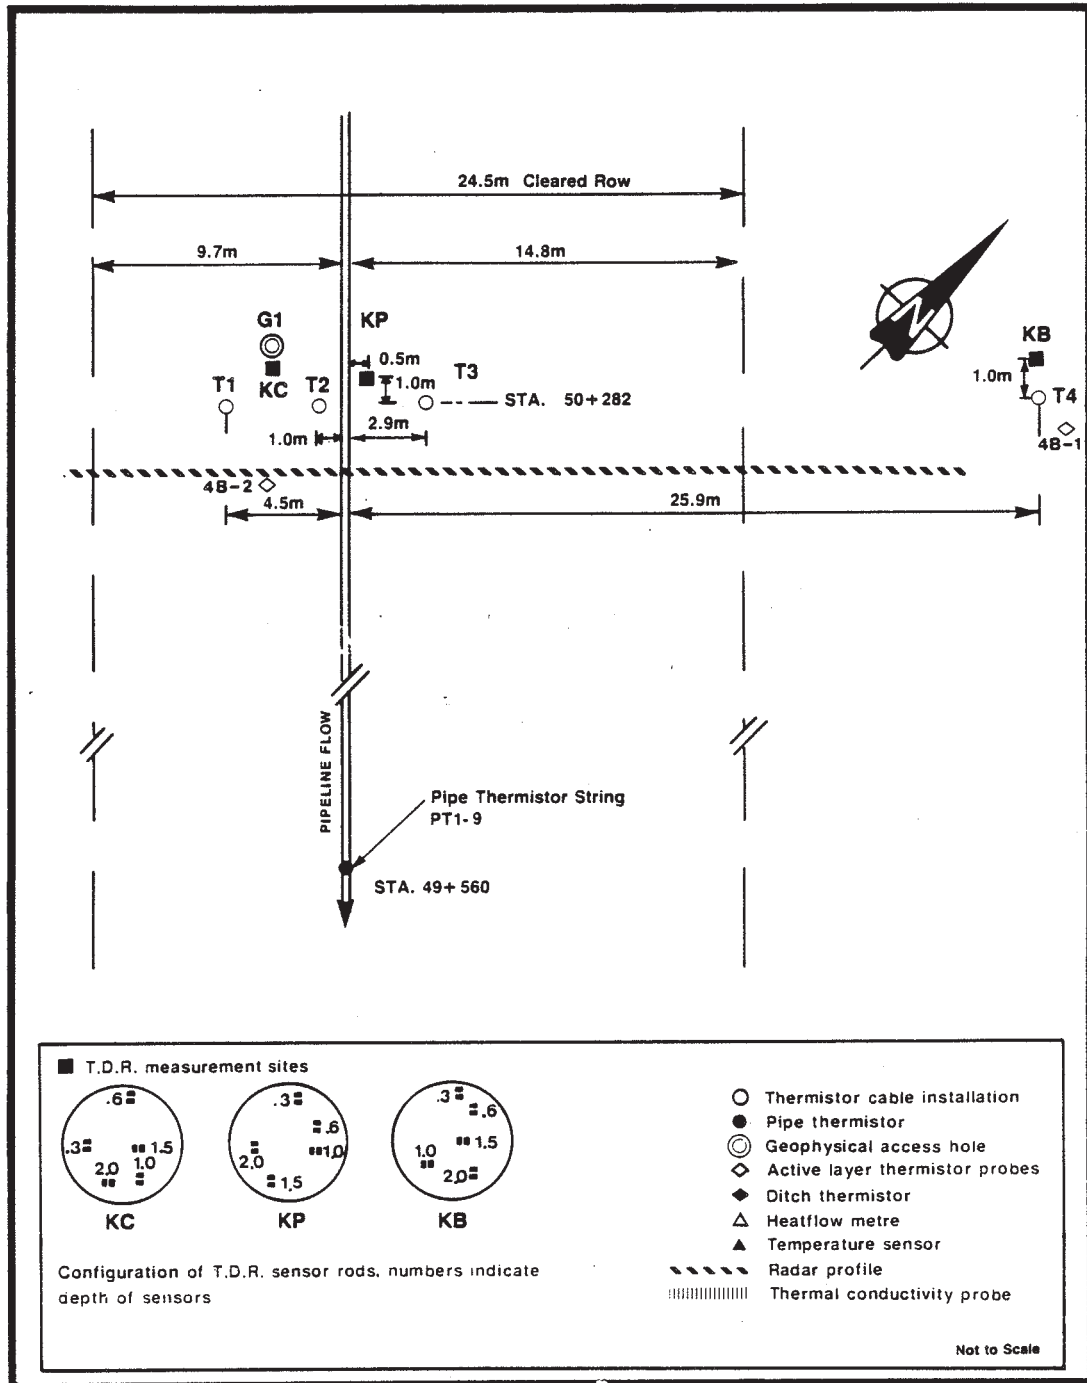 24.5m Cleared Row
9.7m
14.8m
G1
KP
N
KB
0.5m
T1
KC
T2
1.0m
T3
1.0m
T4
STA. 50+282
2.9m
1.0m
4B-1
4B-2
4.5m
25.9m
PIPELINE FLOW
Pipe Thermistor String
PT1-9
STA. 49+560
T.D.R. measurement sites
.6
.3
1.5
2.0
1.0
KC
.3
.6
1.0
2.0
1.5
KP
.3
.6
1.5
1.0
2.0
KB
Configuration of T.D.R. sensor rods, numbers indicate
depth of sensors
Thermistor cable installation
Pipe thermistor
Geophysical access hole
Active layer thermistor probes
Ditch thermistor
Heatflow metre
Temperature sensor
Radar profile
Thermal conductivity probe
Not to Scale